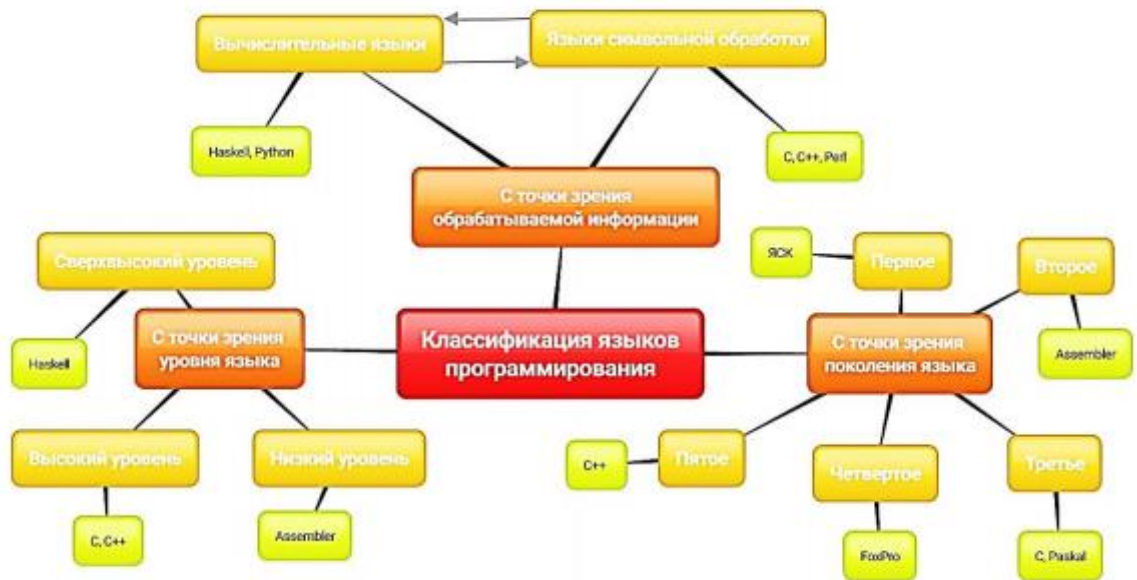 Вычислительные языки
Языки символьной обработки
Haskell, Python
C, C++, Perl
С точки зрения
обрабатываемой информации
Сверхвысокий уровень
ЯСК
Первое
Второе
С точки зрения
уровня языка
Классификация языков
программирования
С точки зрения
поколения языка
Haskell
Assembler
Высокий уровень
Низкий уровень
C++
Пятое
Четвертое
Третье
C, C++
Assembler
FoxPro
C, Paskal